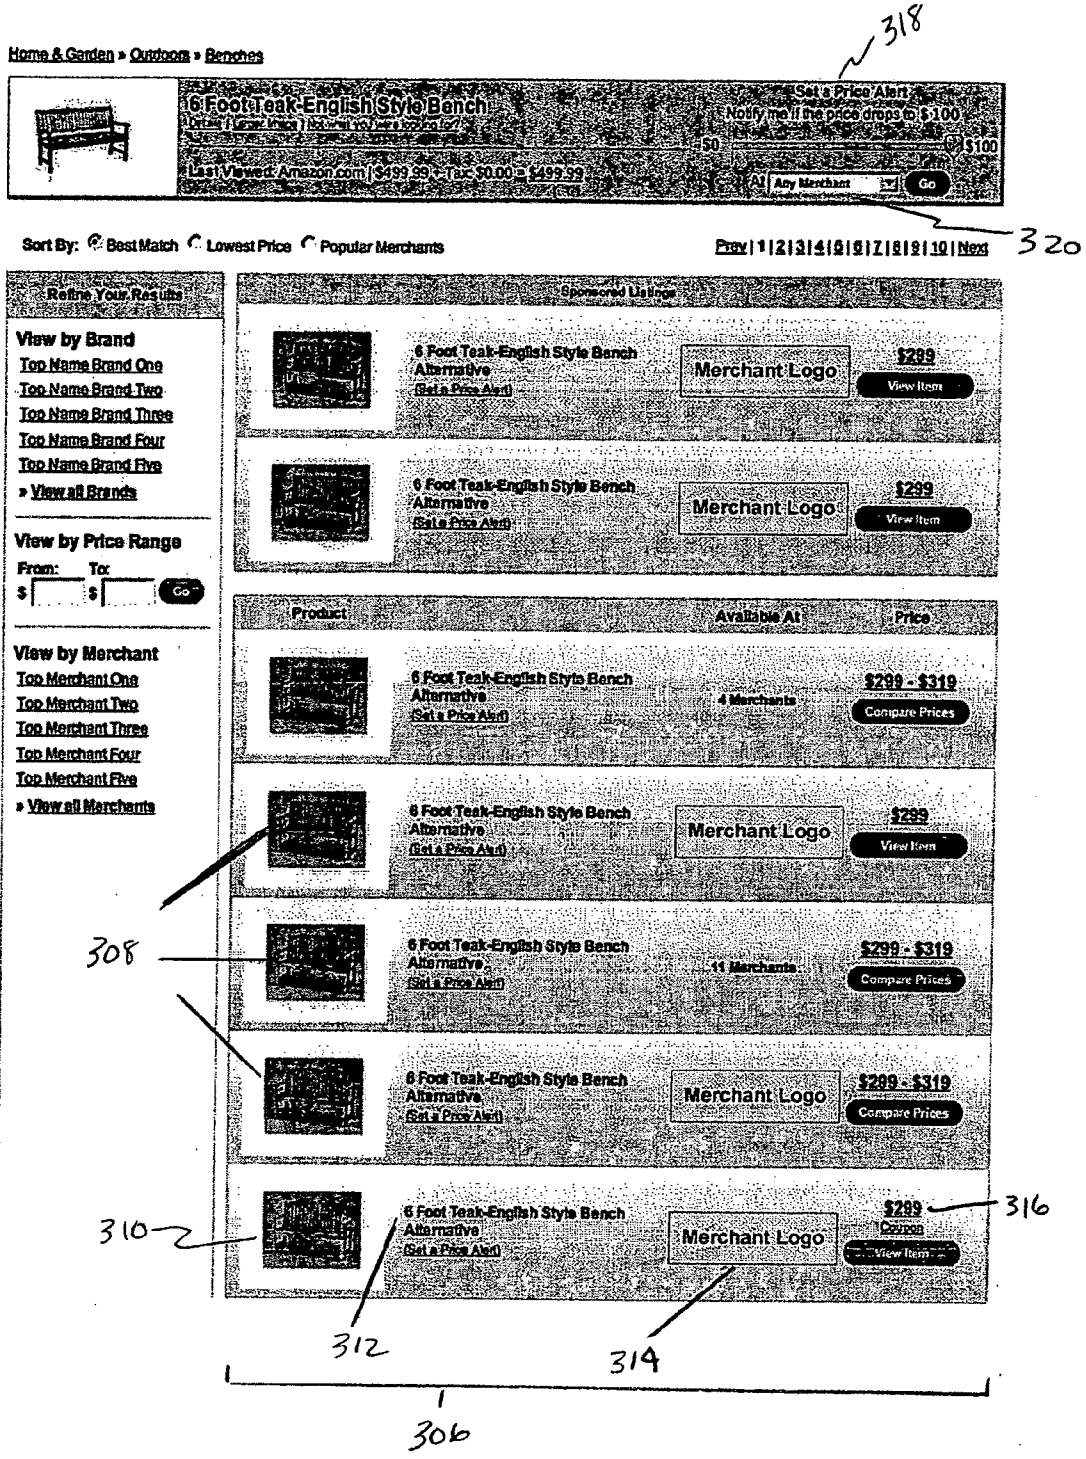 318
Home & Garden » Outdoors » Benches
Set a Price Alert
6 Foot Teak-English Style Bench
Notify me if the price drops to $ 100
Details | Larger Image | Not what you were looking for?
$0 $100
Last Viewed: Amazon.com | $499.99 + Tax: $0.00 = $499.99
At Any Merchant Go
320
Sort By: Best Match Lowest Price Popular Merchants
Prev | 1 | 2 | 3 | 4 | 5 | 6 | 7 | 8 | 9 | 10 | Next
Refine Your Results
View by Brand
Top Name Brand One
Top Name Brand Two
Top Name Brand Three
Top Name Brand Four
Top Name Brand Five
» View all Brands
View by Price Range
From: To:
$ $ Go
View by Merchant
Top Merchant One
Top Merchant Two
Top Merchant Three
Top Merchant Four
Top Merchant Five
» View all Merchants
Sponsored Listings
6 Foot Teak-English Style Bench
Alternative
(Set a Price Alert)
Merchant Logo
$299
View Item
6 Foot Teak-English Style Bench
Alternative
(Set a Price Alert)
Merchant Logo
$299
View Item
Product Available At Price
6 Foot Teak-English Style Bench
Alternative
(Set a Price Alert)
4 Merchants
$299 - $319
Compare Prices
6 Foot Teak-English Style Bench
Alternative
(Set a Price Alert)
Merchant Logo
$299
View Item
308
6 Foot Teak-English Style Bench
Alternative
(Set a Price Alert)
11 Merchants
$299 - $319
Compare Prices
6 Foot Teak-English Style Bench
Alternative
(Set a Price Alert)
Merchant Logo
$299 - $319
Compare Prices
310
6 Foot Teak-English Style Bench
Alternative
(Set a Price Alert)
Merchant Logo
$299
Coupon
View Item
316
312
314
306